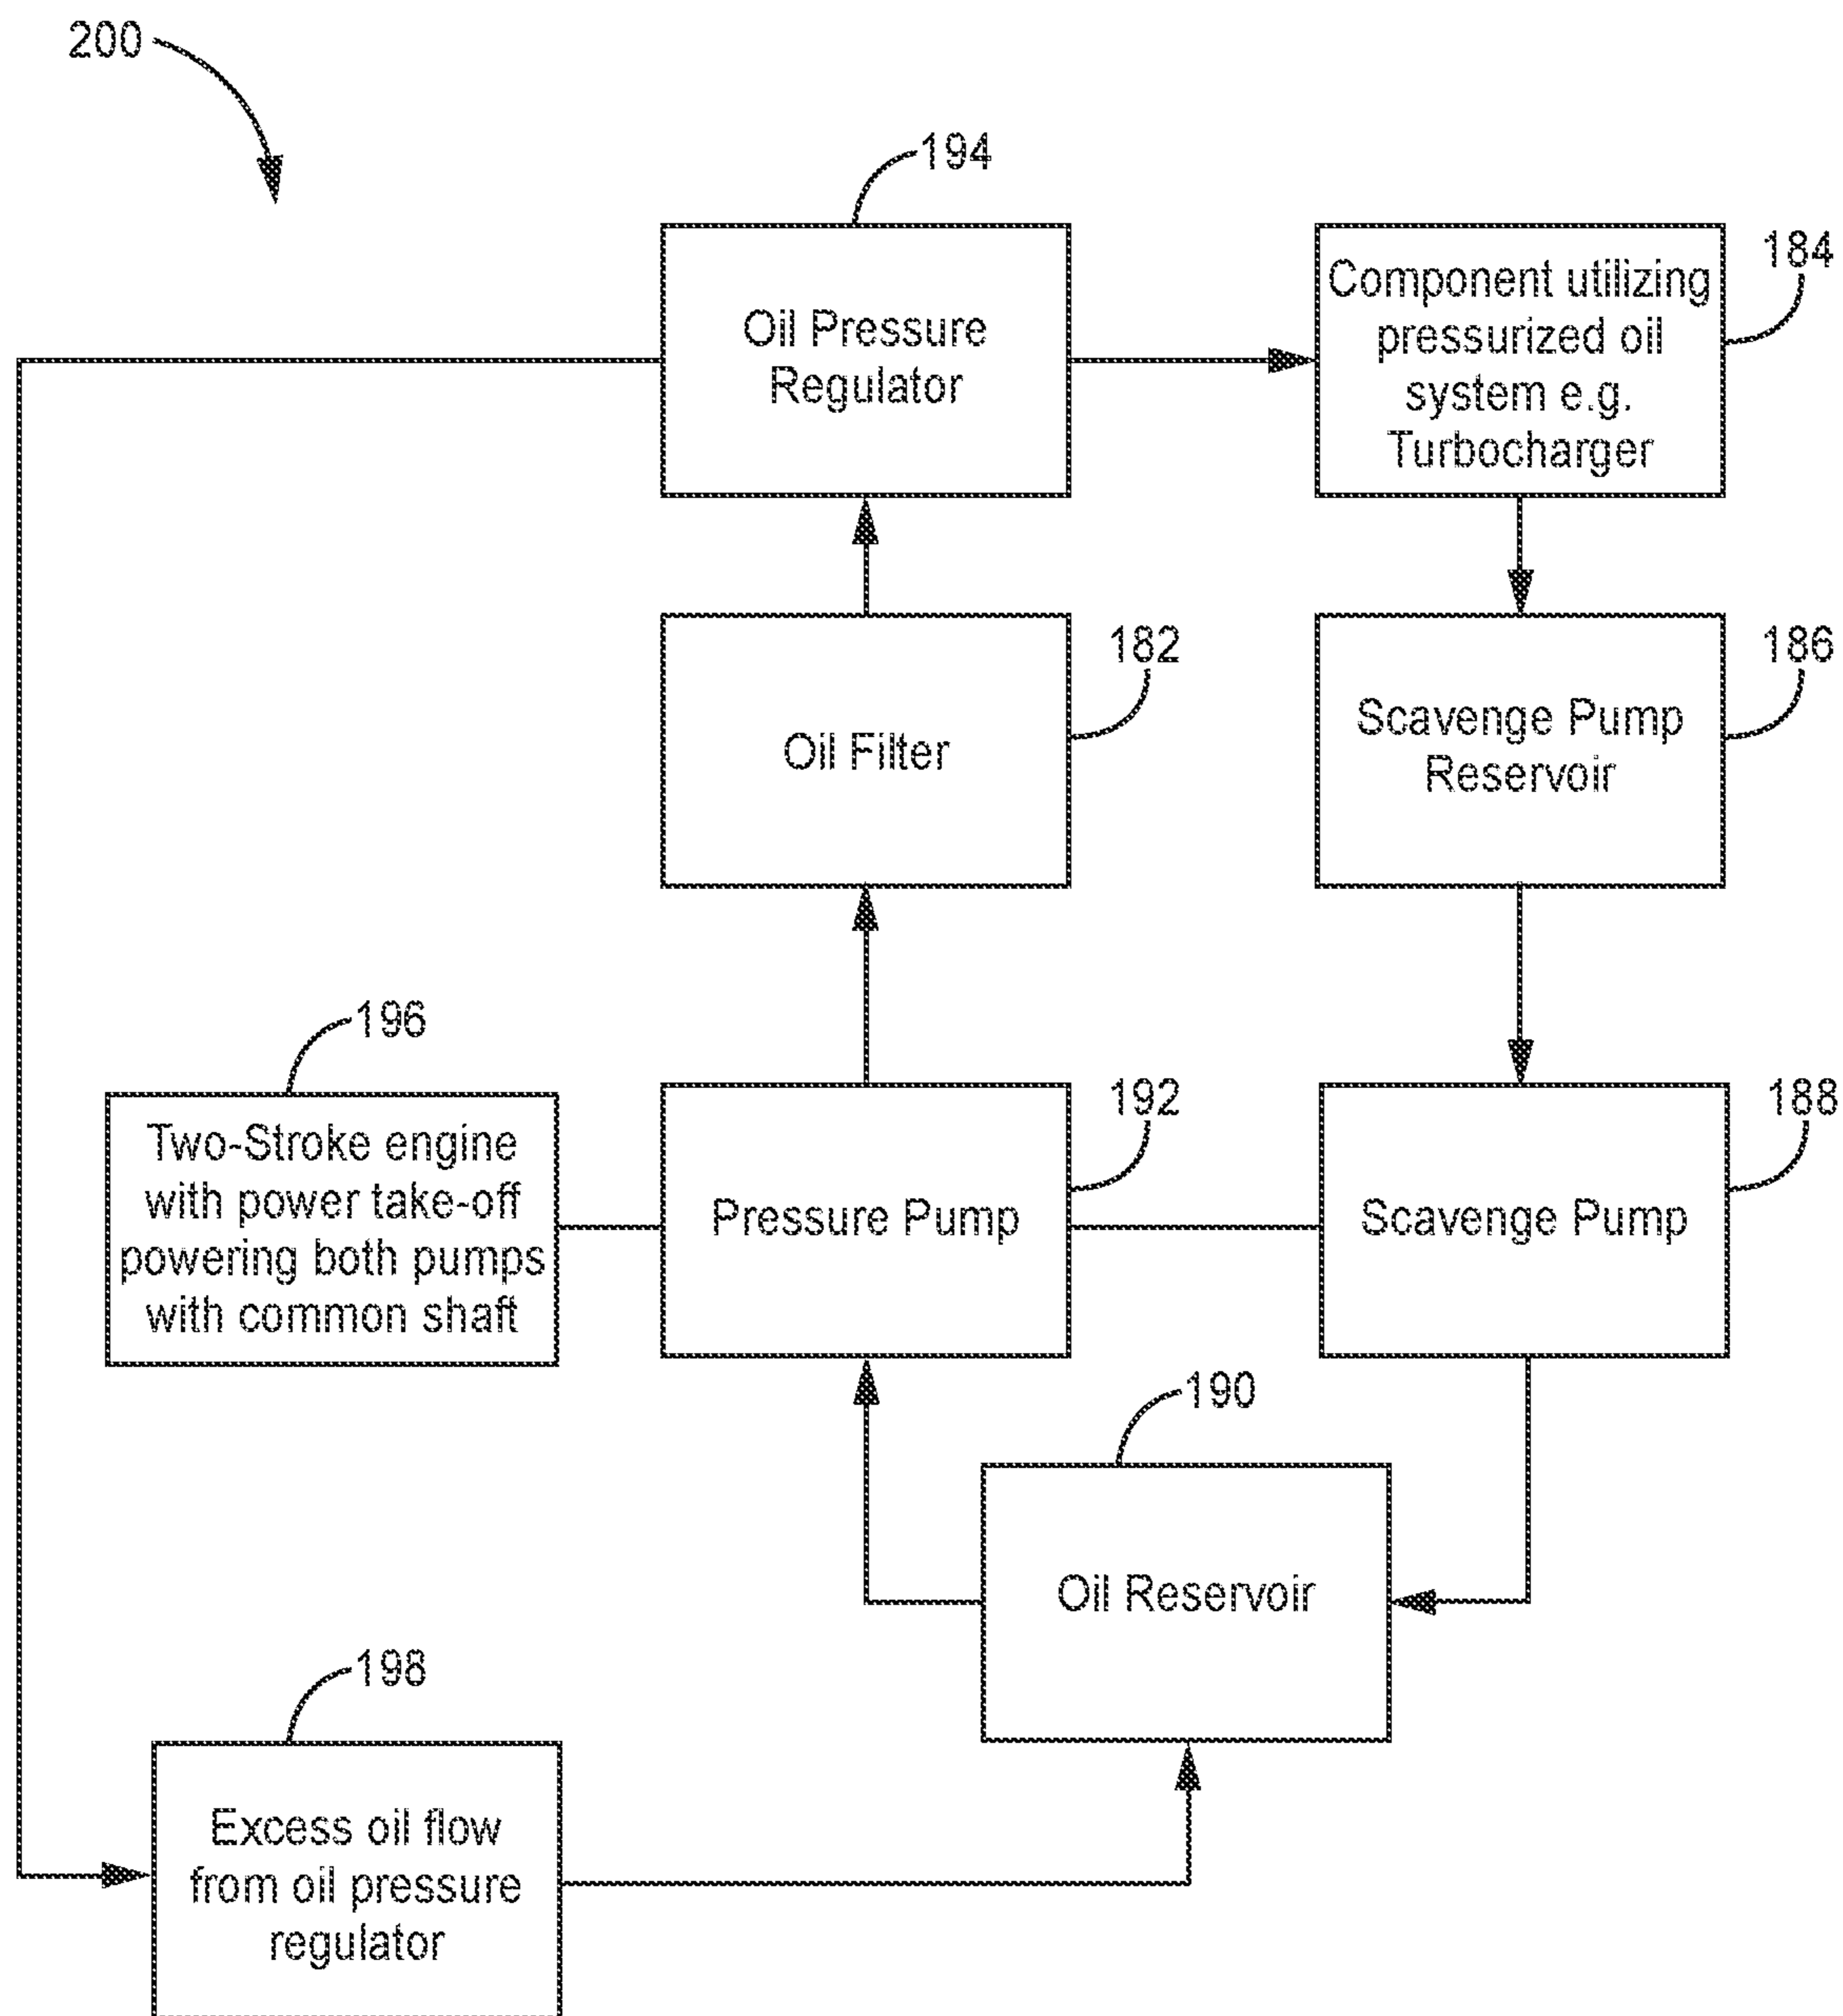 200
194
Oil Pressure
Regulator
184
Component utilizing
pressurized oil
system e.g.
Turbocharger
182
Oil Filter
186
Scavenge Pump
Reservoir
196
Two-Stroke engine
with power take-off
powering both pumps
with common shaft
192
Pressure Pump
188
Scavenge Pump
190
Oil Reservoir
198
Excess oil flow
from oil pressure
regulator